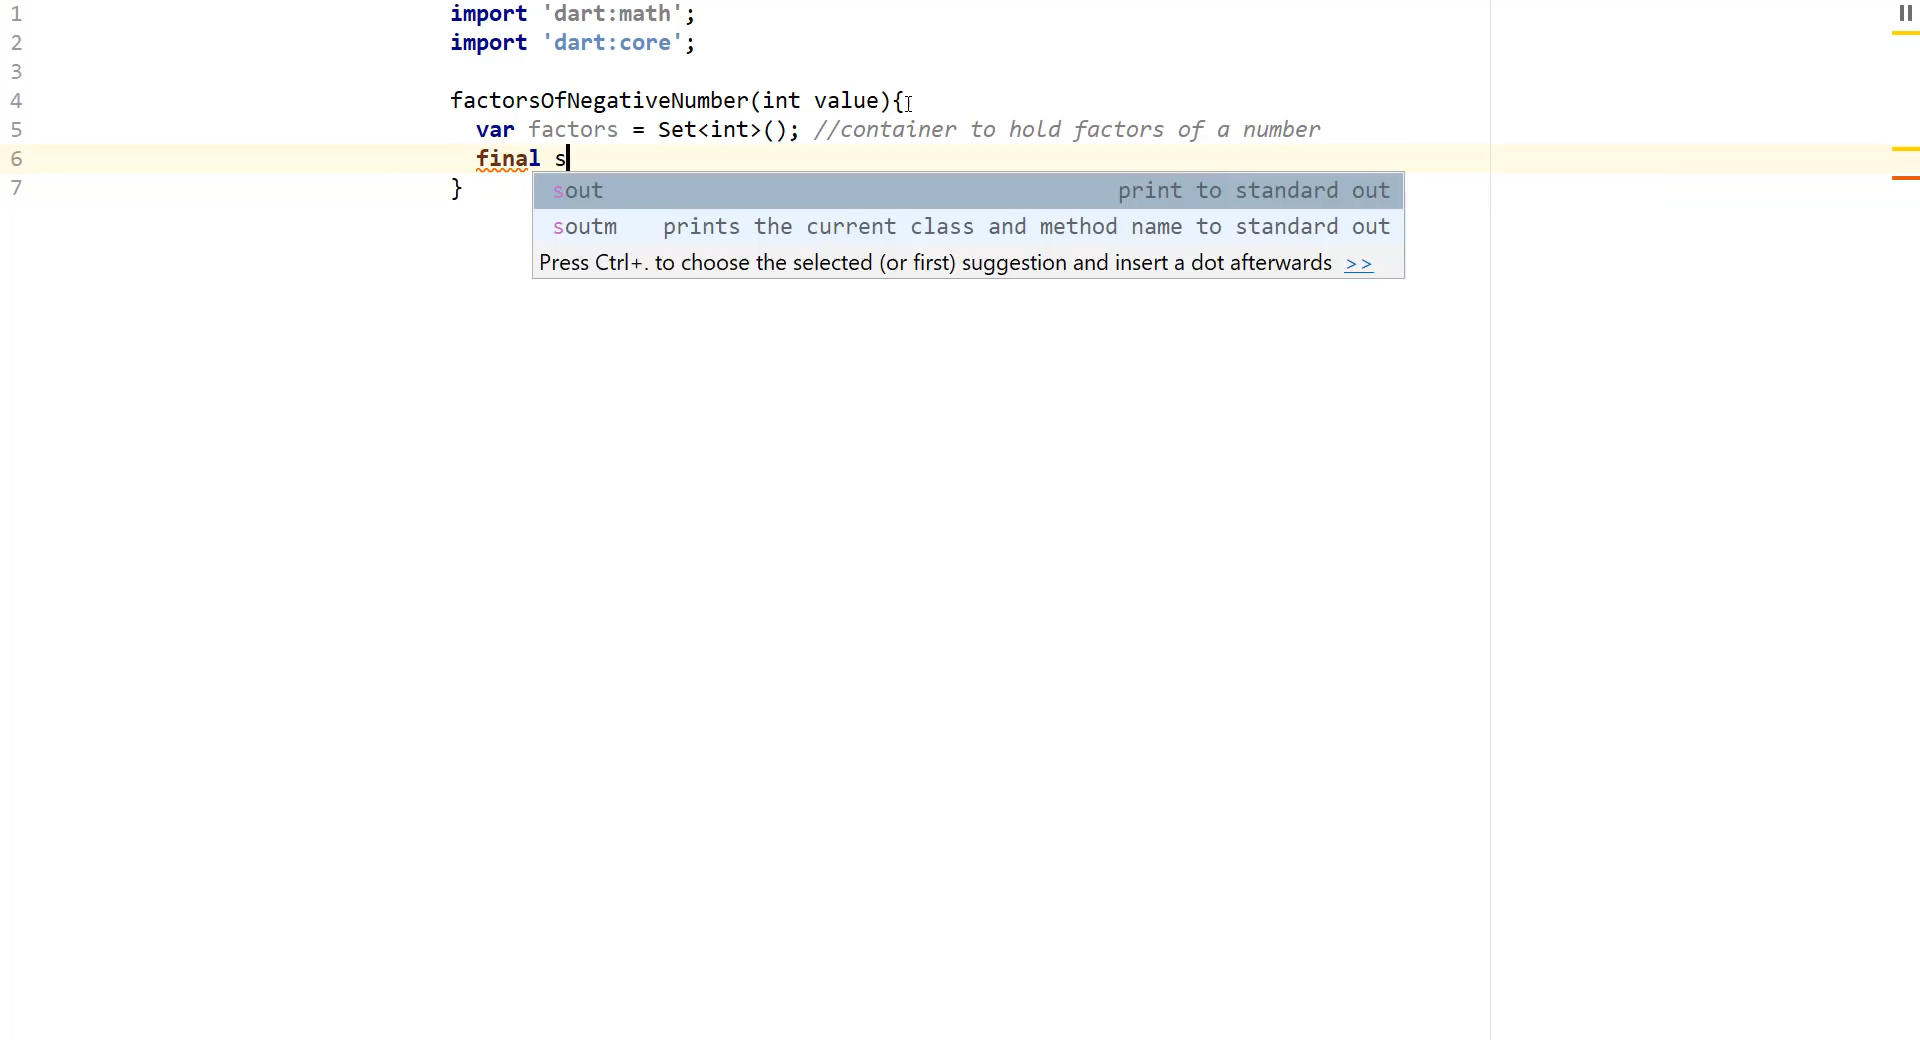 1 import 'dart:math';
2 import 'dart:core';
3
4 factorsOfNegativeNumber(int value){
5 var factors = Set<int>(); //container to hold factors of a number
6 final s
7 }
sout print to standard out
soutm prints the current class and method name to standard out
Press Ctrl+. to choose the selected (or first) suggestion and insert a dot afterwards >>